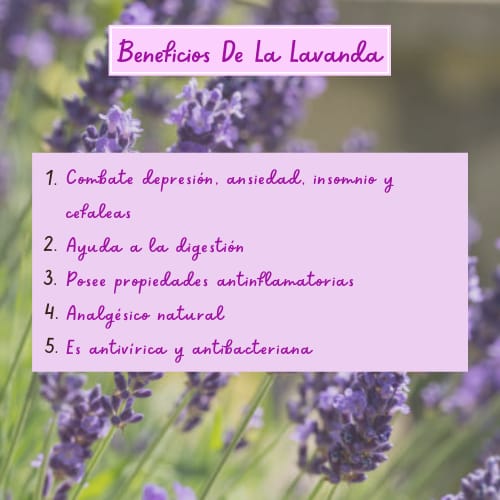 Beneficios De La Lavanda
1. Combate depresión, ansiedad, insomnio y
cefaleas
2. Ayuda a la digestión
3. Posee propiedades antinflamatorias
4. Analgésico natural
5. Es antivírica y antibacteriana